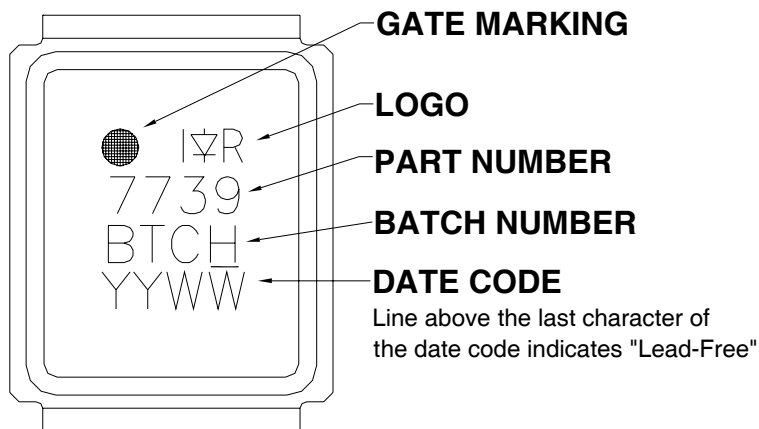 GATE MARKING
LOGO
I R
PART NUMBER
7739
BATCH NUMBER
BTCH
DATE CODE
YYWW
Line above the last character of
the date code indicates "Lead-Free"